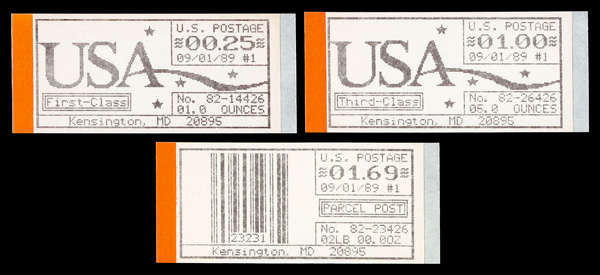 U.S. POSTAGE
USA
00.25
09/01/89 #1
First-Class
No. 82-14426
01.0 OUNCES
Kensington, MD 20895
U.S. POSTAGE
USA
01.00
09/01/89 #1
Third-Class
No. 82-26426
05.0 OUNCES
Kensington, MD 20895
U.S. POSTAGE
01.69
09/01/89 #1
PARCEL POST
23231
No. 82-23426
02LB 00.0OZ
Kensington, MD 20895